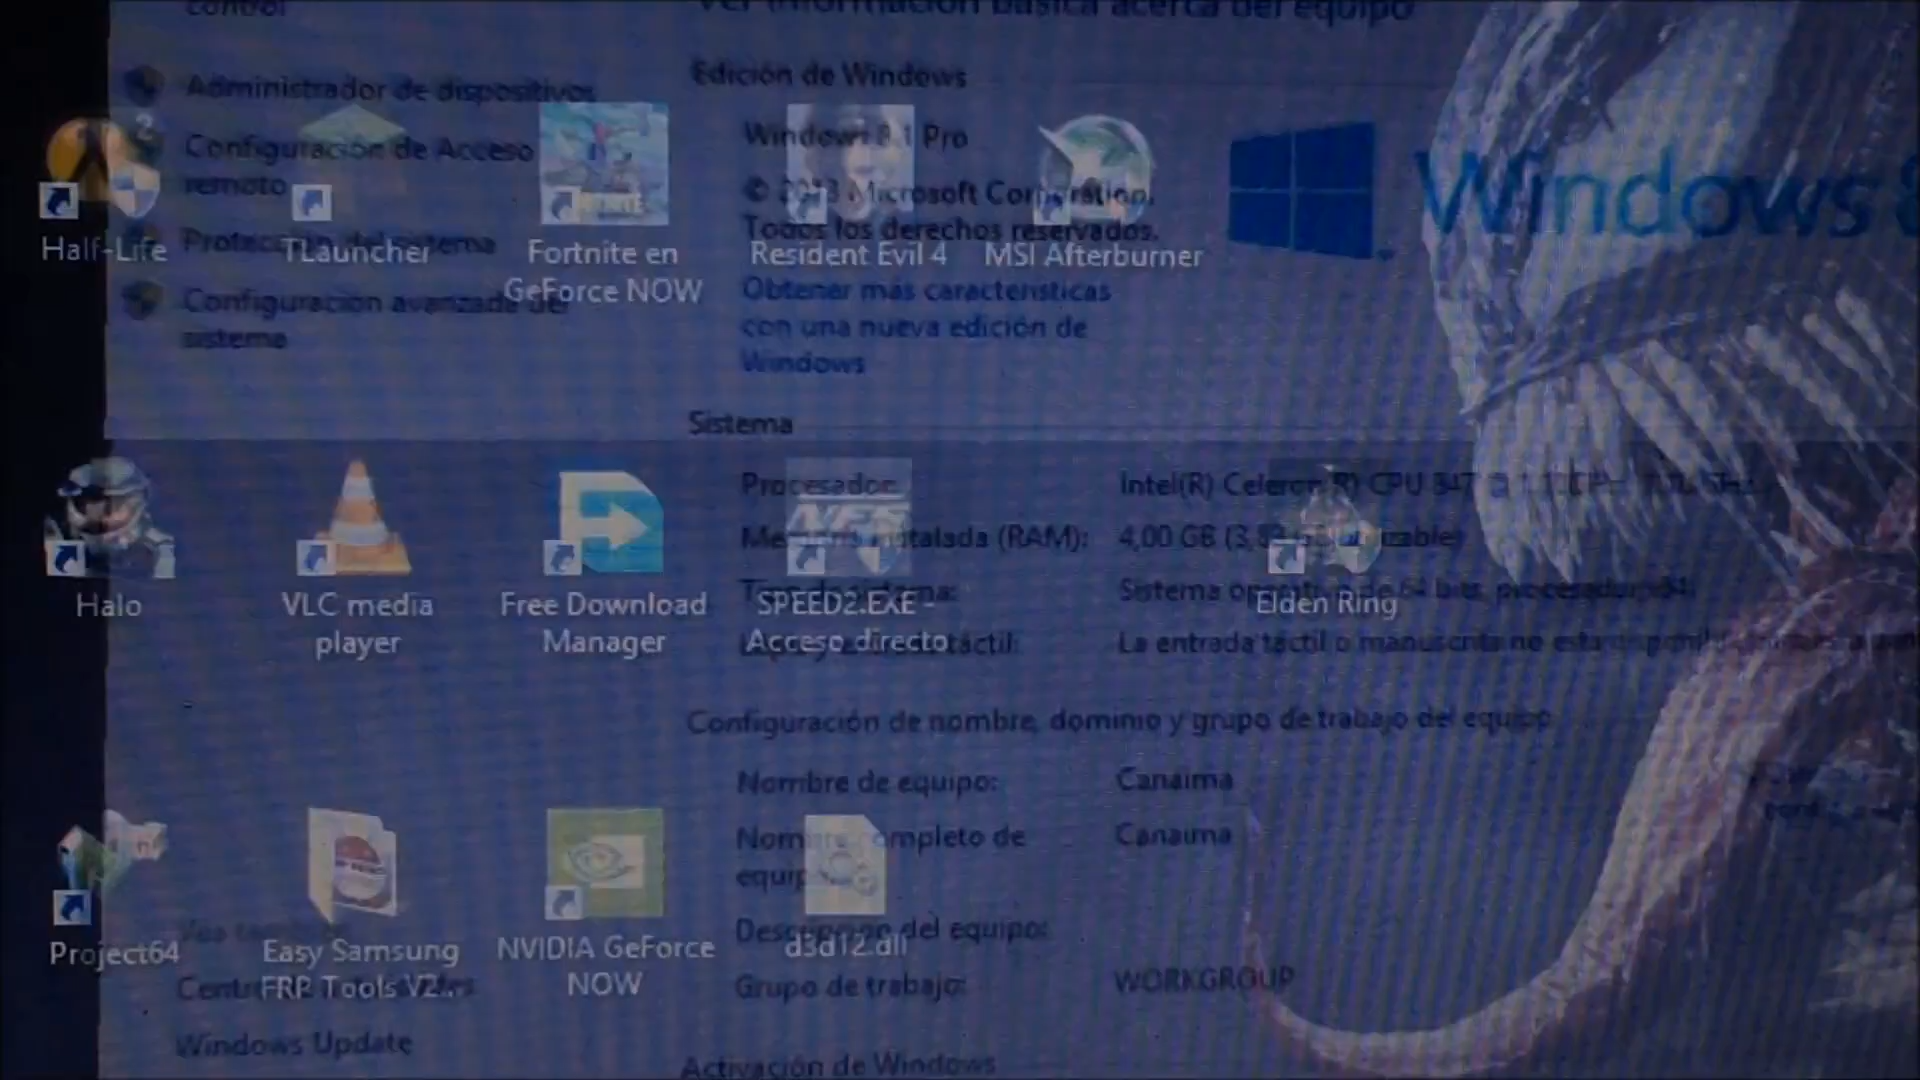 control
Ver información básica acerca del equipo
Administrador de dispositivos
Configuración de Acceso
remoto
Protección del sistema
Configuración avanzada del
sistema
Edición de Windows
Windows 8.1 Pro
© 2013 Microsoft Corporation.
Todos los derechos reservados.
Obtener más características
con una nueva edición de
Windows
Windows 8
Half-Life
2
TLauncher
Fortnite en
GeForce NOW
Resident Evil 4
MSI Afterburner
Sistema
Procesador:
Intel(R) Celeron(R) CPU 847
Memoria instalada (RAM):
4,00 GB
Tipo de sistema:
Sistema operativo de 64 bits, procesador x64
táctil:
La entrada táctil o manuscrita no está
Halo
VLC media
player
Free Download
Manager
NFS
SPEED2.EXE -
Acceso directo
Elden Ring
Configuración de nombre, dominio y grupo de trabajo del equipo
Nombre de equipo:
Canaima
Nombre completo de
equipo:
Canaima
Descripción del equipo:
Grupo de trabajo:
WORKGROUP
Project64
Easy Samsung
FRP Tools V2...
NVIDIA GeForce
NOW
d3d12.dll
Windows Update
Activación de Windows